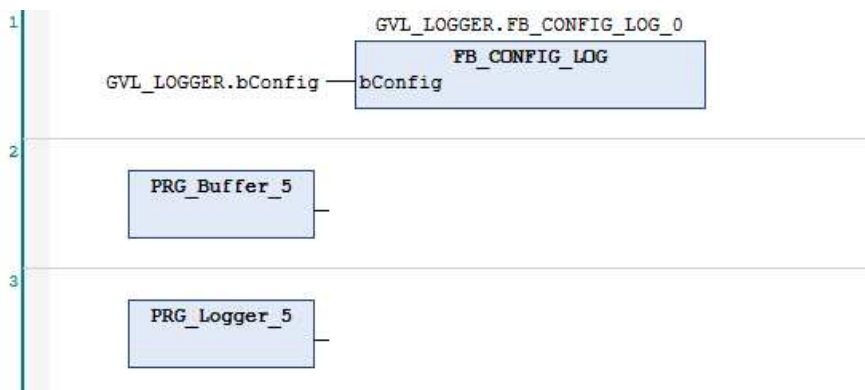 1
GVL_LOGGER.FB_CONFIG_LOG_0
FB_CONFIG_LOG
GVL_LOGGER.bConfig
bConfig
2
PRG_Buffer_5
3
PRG_Logger_5